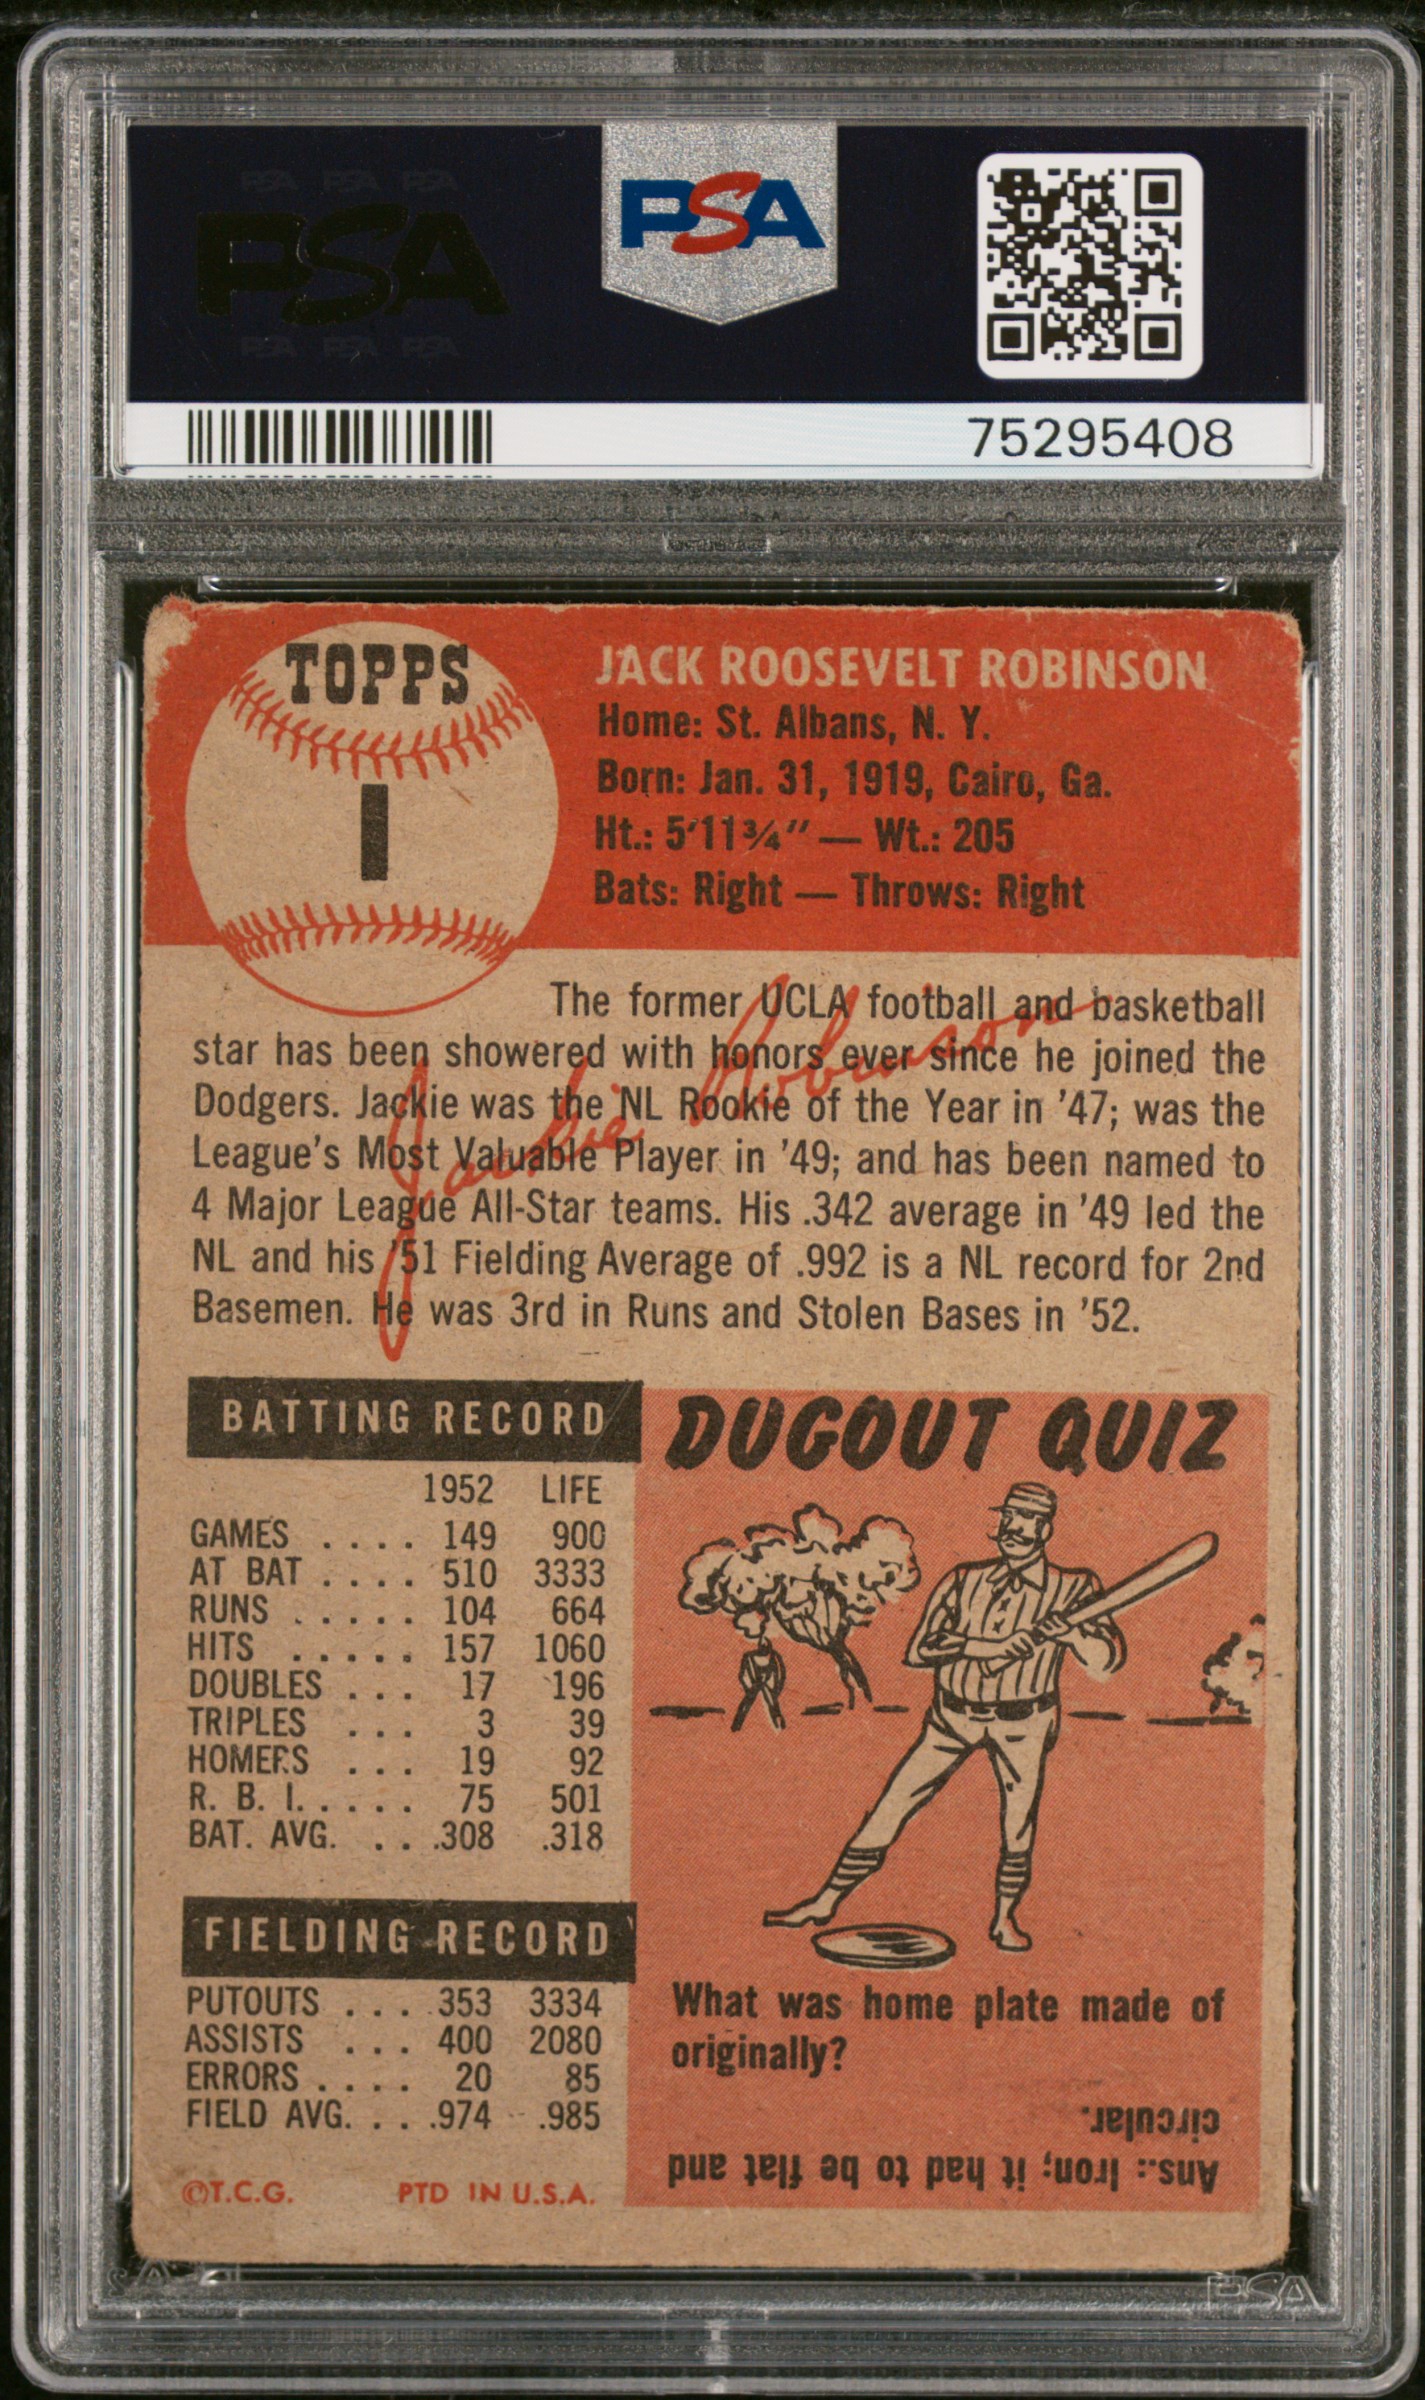 PSA PSA PSA
PSA
PSA PSA PSA
PSA
75295408
TOPPS
1
JACK ROOSEVELT ROBINSON
Home: St. Albans, N. Y.
Born: Jan. 31, 1919, Cairo, Ga.
Ht.: 5'11¾" — Wt.: 205
Bats: Right — Throws: Right
The former UCLA football and basketball
star has been showered with honors ever since he joined the
Dodgers. Jackie was the NL Rookie of the Year in '47; was the
League's Most Valuable Player in '49; and has been named to
4 Major League All-Star teams. His .342 average in '49 led the
NL and his '51 Fielding Average of .992 is a NL record for 2nd
Basemen. He was 3rd in Runs and Stolen Bases in '52.
Jackie Robinson
BATTING RECORD
1952 LIFE
GAMES .... 149 900
AT BAT .... 510 3333
RUNS ..... 104 664
HITS ..... 157 1060
DOUBLES ... 17 196
TRIPLES ... 3 39
HOMERS ... 19 92
R. B. I. .... 75 501
BAT. AVG. ... .308 .318
FIELDING RECORD
PUTOUTS ... 353 3334
ASSISTS ... 400 2080
ERRORS .... 20 85
FIELD AVG. ... .974 .985
©T.C.G. PTD IN U.S.A.
DUGOUT QUIZ
What was home plate made of
originally?
Ans.: Iron; it had to be flat and
circular.
PSA